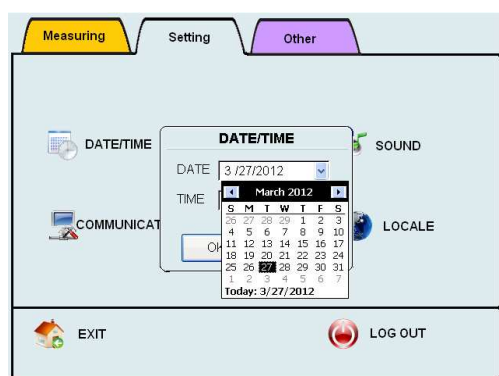 Measuring Setting Other
DATE/TIME
SOUND
COMMUNICAT
LOCALE
DATE/TIME
DATE 3/27/2012
TIME
March 2012
S M T W T F S
26 27 28 29 1 2 3
4 5 6 7 8 9 10
11 12 13 14 15 16 17
18 19 20 21 22 23 24
25 26 27 28 29 30 31
1 2 3 4 5 6 7
Today: 3/27/2012
EXIT
LOG OUT